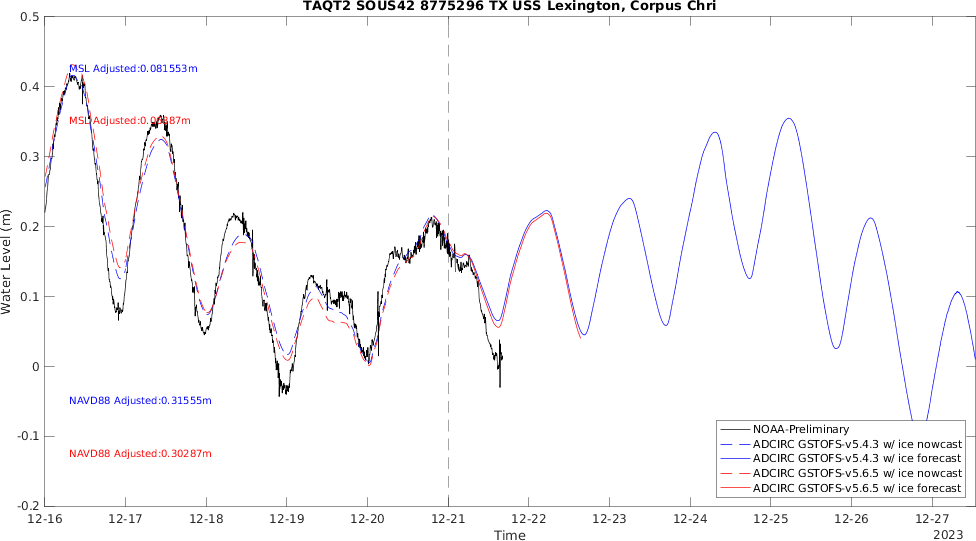 TAQT2 SOUS42 8775296 TX USS Lexington, Corpus Chri
0.5
0.4
0.3
0.2
0.1
0
-0.1
-0.2
Water Level (m)
MSL Adjusted:0.081553m
MSL
NAVD88 Adjusted:0.31555m
NAVD88 Adjusted:0.30287m
NOAA-Preliminary
ADCIRC GSTOFS-v5.4.3 w/ ice nowcast
ADCIRC GSTOFS-v5.4.3 w/ ice forecast
ADCIRC GSTOFS-v5.6.5 w/ ice nowcast
ADCIRC GSTOFS-v5.6.5 w/ ice forecast
12-16 12-17 12-18 12-19 12-20 12-21 12-22 12-23 12-24 12-25 12-26 12-27
Time
2023